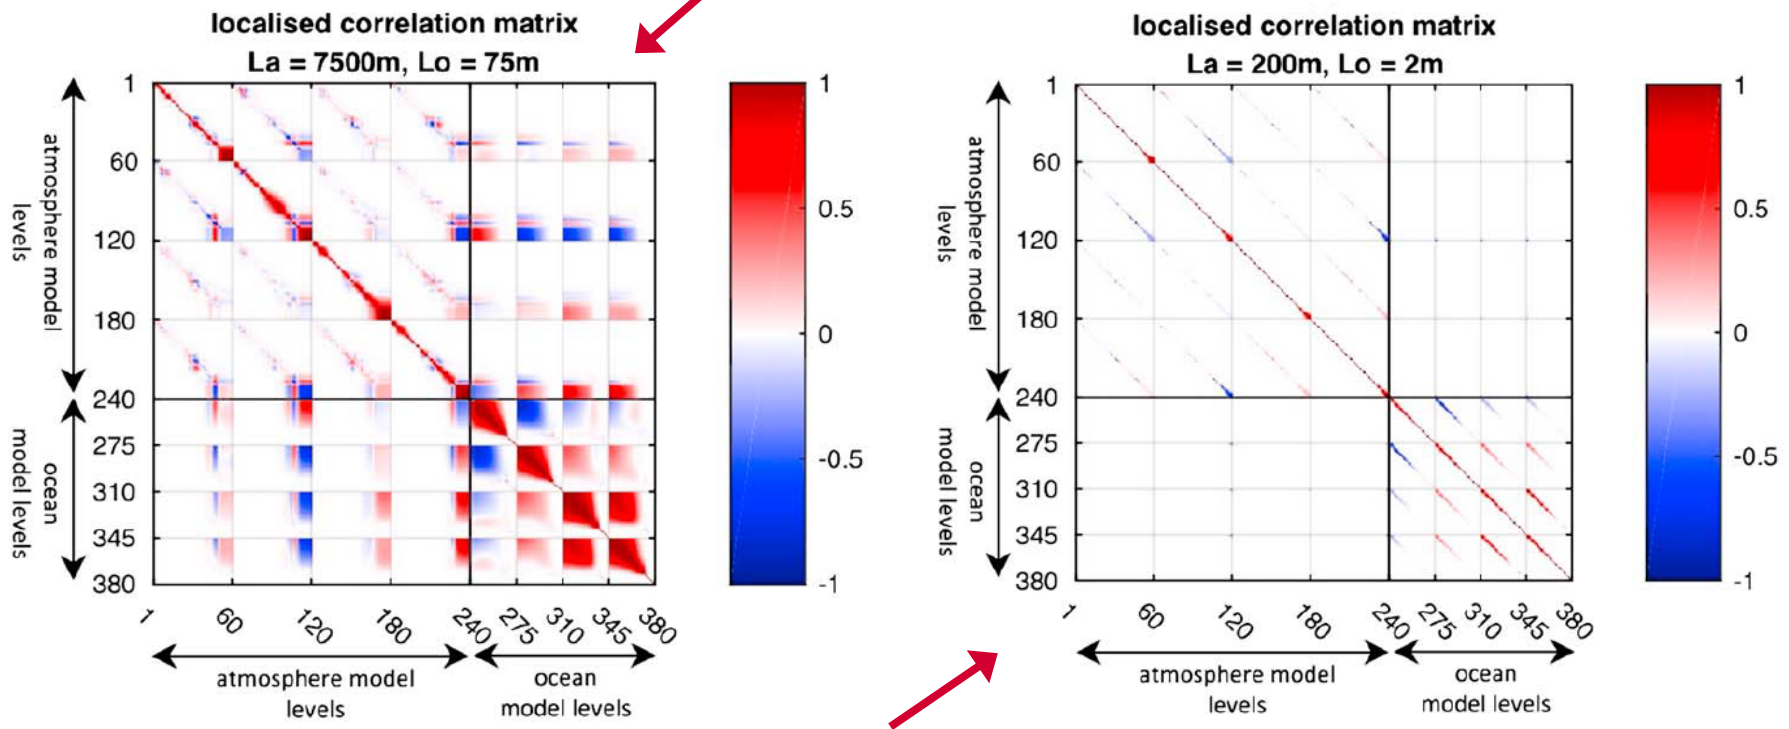 localised correlation matrix
La = 7500m, Lo = 75m
1
60
120
180
240
275
310
345
380
atmosphere model
levels
ocean
model levels
1
60
120
180
240
275
310
345
380
atmosphere model
levels
ocean
model levels
1
0.5
0
-0.5
-1
localised correlation matrix
La = 200m, Lo = 2m
1
60
120
180
240
275
310
345
380
atmosphere model
levels
ocean
model levels
1
60
120
180
240
275
310
345
380
atmosphere model
levels
ocean
model levels
1
0.5
0
-0.5
-1